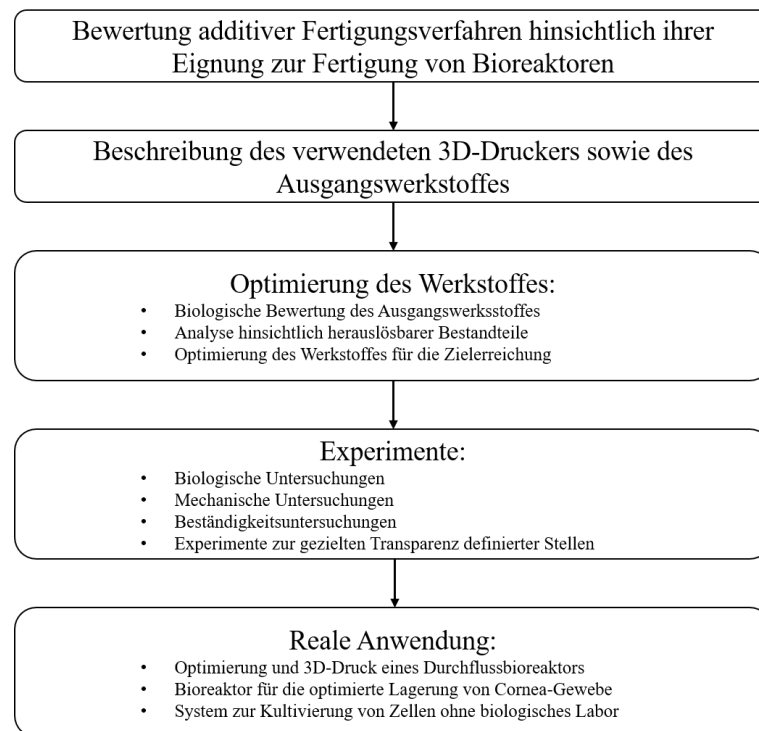 Bewertung additiver Fertigungsverfahren hinsichtlich ihrer
Eignung zur Fertigung von Bioreaktoren
Beschreibung des verwendeten 3D-Druckers sowie des
Ausgangswerkstoffes
Optimierung des Werkstoffes:
• Biologische Bewertung des Ausgangswerksstoffes
• Analyse hinsichtlich herauslösbarer Bestandteile
• Optimierung des Werkstoffes für die Zielerreichung
Experimente:
• Biologische Untersuchungen
• Mechanische Untersuchungen
• Beständigkeitsuntersuchungen
• Experimente zur gezielten Transparenz definierter Stellen
Reale Anwendung:
• Optimierung und 3D-Druck eines Durchflussbioreaktors
• Bioreaktor für die optimierte Lagerung von Cornea-Gewebe
• System zur Kultivierung von Zellen ohne biologisches Labor